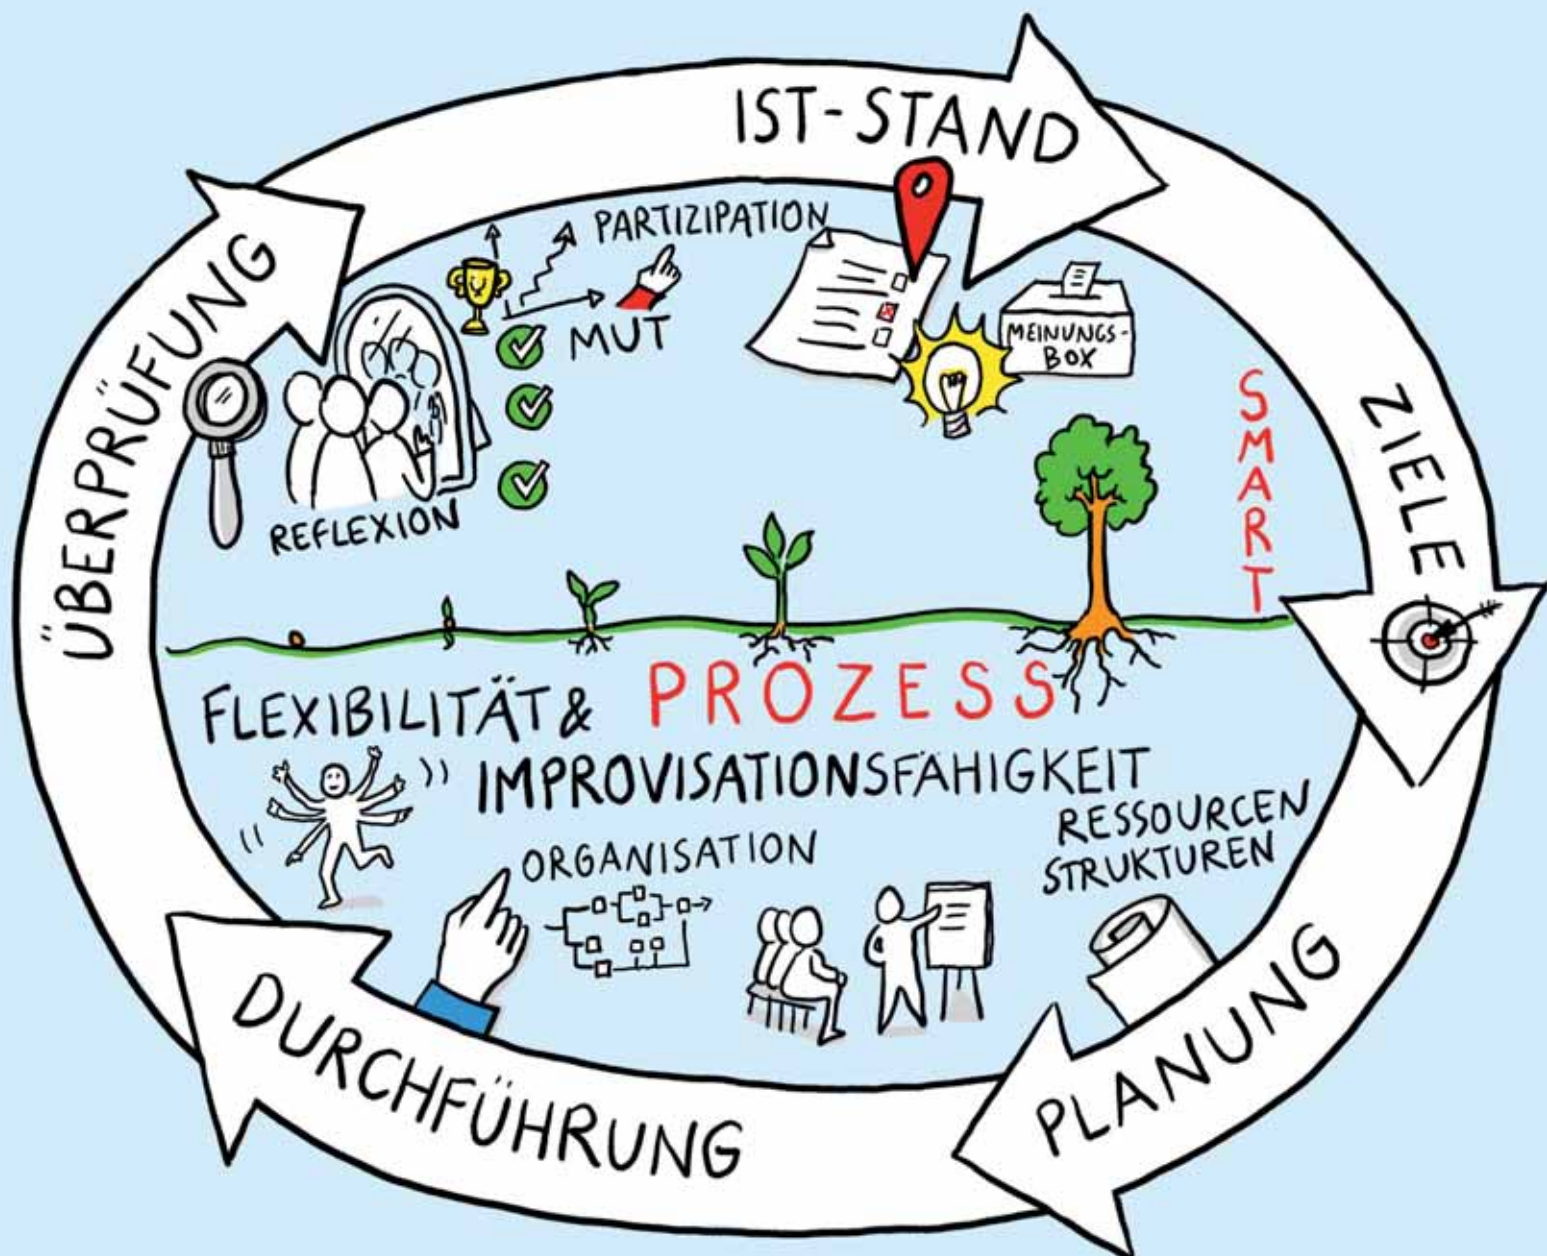 IST-STAND
ZIELE
PLANUNG
DURCHFÜHRUNG
ÜBERPRÜFUNG
PARTIZIPATION
MUT
MEINUNGS-
BOX
SMART
REFLEXION
FLEXIBILITÄT & PROZESS
IMPROVISATIONSFÄHIGKEIT
RESSOURCEN
STRUKTUREN
ORGANISATION